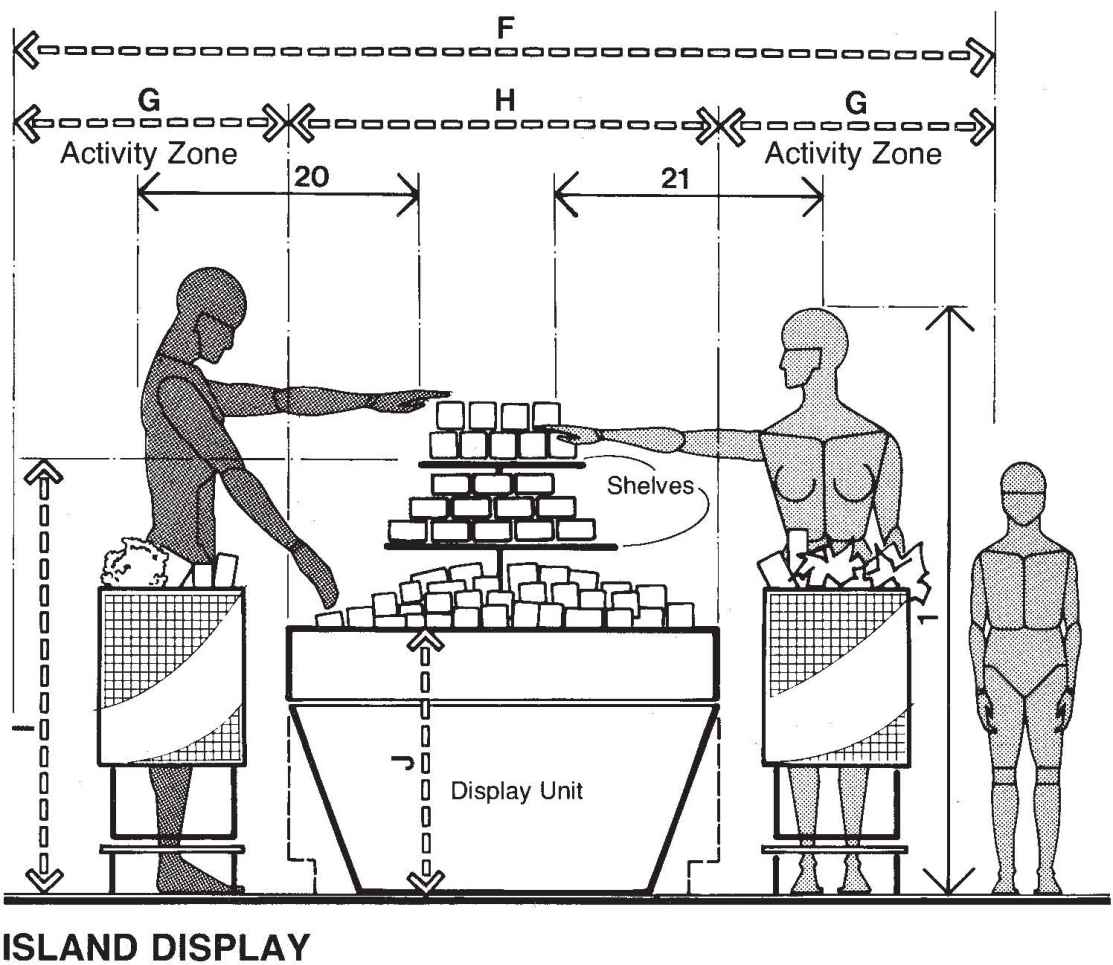 F
G H G
Activity Zone Activity Zone
20 21
Shelves
1
I
J
Display Unit
ISLAND DISPLAY